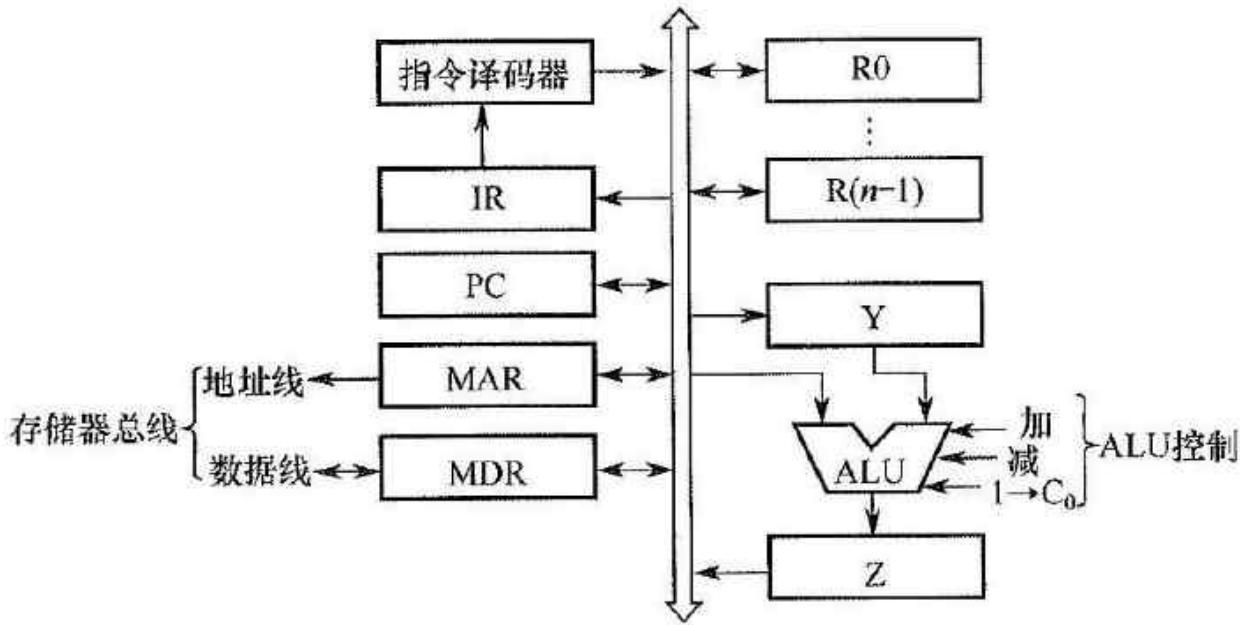 指令译码器
R0
⋮
IR
R(n-1)
PC
Y
地址线
MAR
存储器总线
数据线
MDR
ALU
加
减
1→C₀
ALU控制
Z